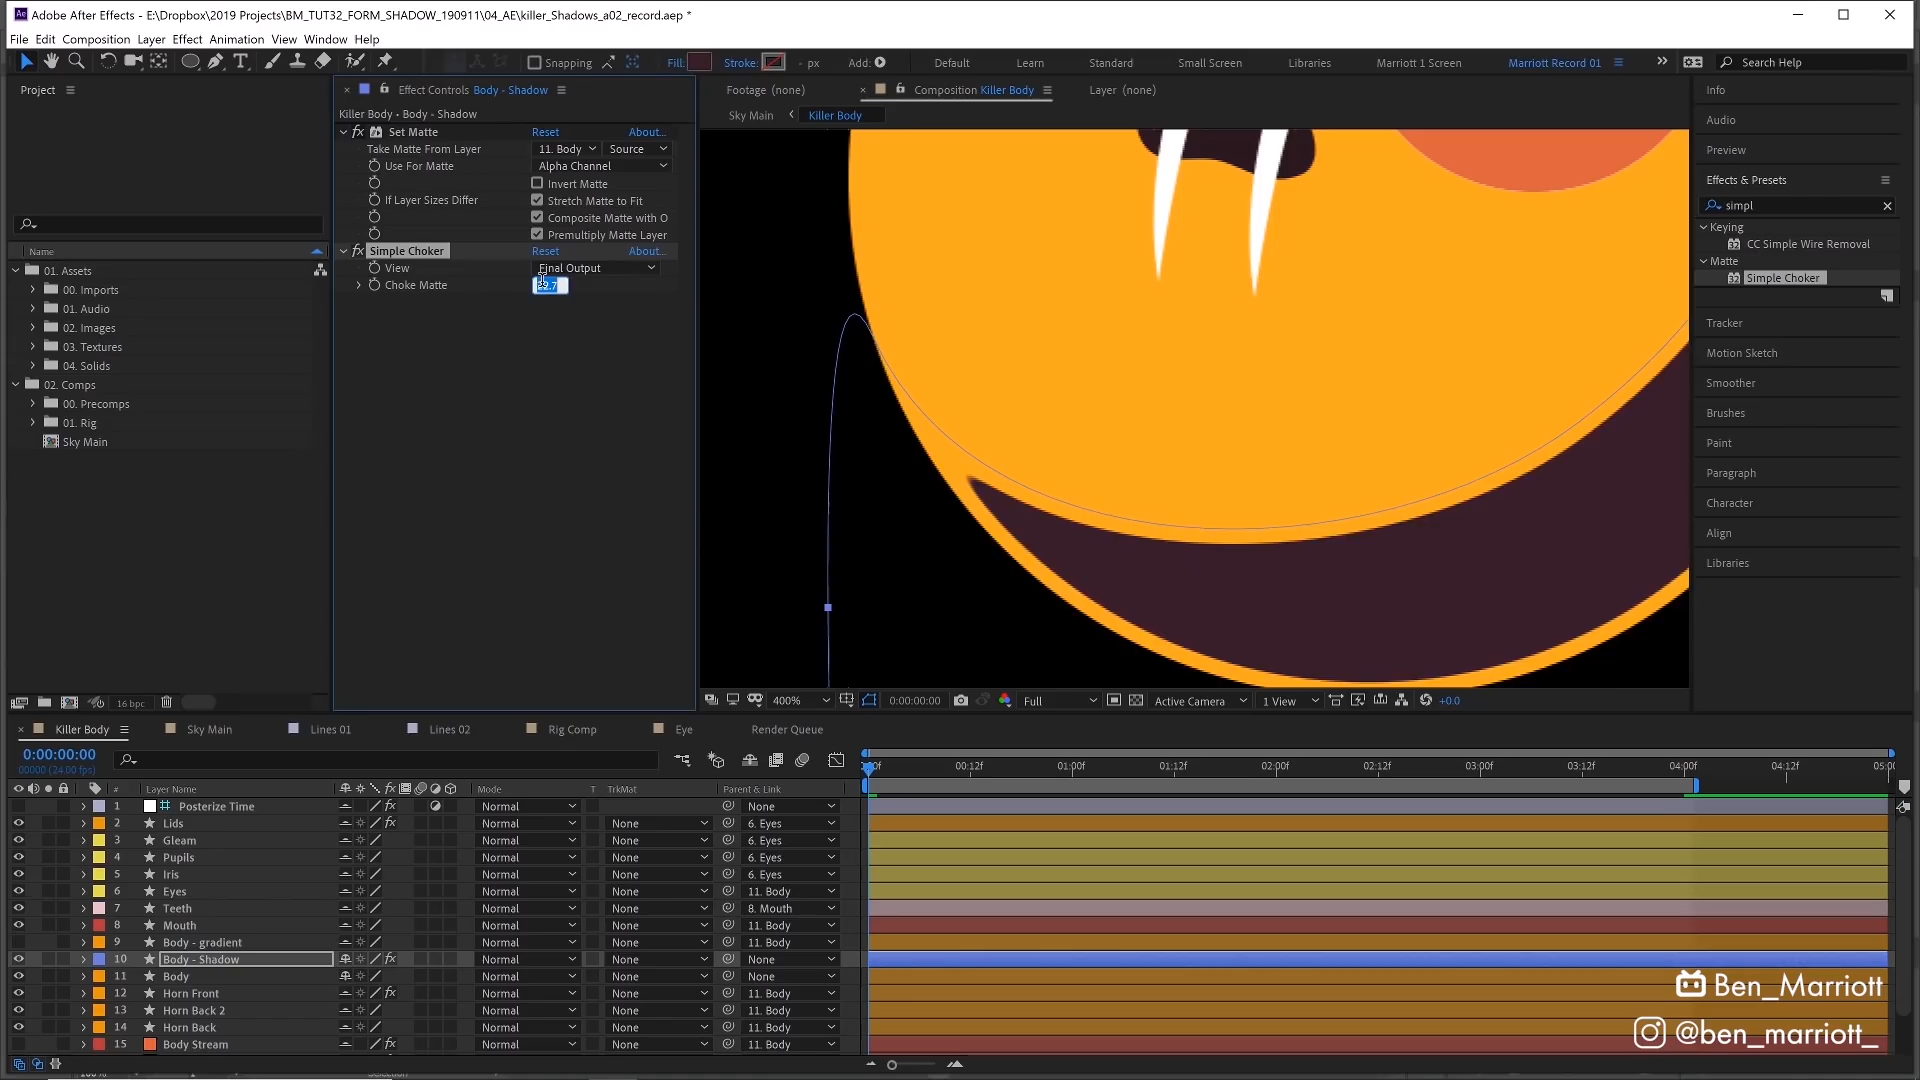 Adobe After Effects - E:\Dropbox\2019 Projects\BM_TUT32_FORM_SHADOW_190911\04_AE\killer_Shadows_a02_record.aep *
File Edit Composition Layer Effect Animation View Window Help
Snapping Fill: Stroke: - px Add: Default Learn Standard Small Screen Libraries Marriott 1 Screen Marriott Record 01 Search Help
Project
Name
01. Assets
00. Imports
01. Audio
02. Images
03. Textures
04. Solids
02. Comps
00. Precomps
01. Rig
Sky Main
16 bpc
Effect Controls Body - Shadow
Killer Body • Body - Shadow
fx Set Matte Reset About...
Take Matte From Layer 11. Body Source
Use For Matte Alpha Channel
Invert Matte
If Layer Sizes Differ Stretch Matte to Fit
Composite Matte with O
Premultiply Matte Layer
fx Simple Choker Reset About...
View Final Output
Choke Matte
Footage (none) Composition Killer Body Layer (none)
Sky Main Killer Body
400% 0:00:00:00 Full Active Camera 1 View +0.0
Info
Audio
Preview
Effects & Presets
simpl
Keying
CC Simple Wire Removal
Matte
Simple Choker
Tracker
Motion Sketch
Smoother
Brushes
Paint
Paragraph
Character
Align
Libraries
Killer Body Sky Main Lines 01 Lines 02 Rig Comp Eye Render Queue
0:00:00:00
00000 (24.00 fps)
00:12f 01:00f 01:12f 02:00f 02:12f 03:00f 03:12f 04:00f 04:12f 05:00
# Layer Name fx Mode T TrkMat Parent & Link
1 Posterize Time fx Normal None
2 Lids fx Normal None 6. Eyes
3 Gleam Normal None 6. Eyes
4 Pupils Normal None 6. Eyes
5 Iris Normal None 6. Eyes
6 Eyes Normal None 11. Body
7 Teeth Normal None 8. Mouth
8 Mouth Normal None 11. Body
9 Body - gradient Normal None 11. Body
10 Body - Shadow fx Normal None None
11 Body Normal None None
12 Horn Front fx Normal None 11. Body
13 Horn Back 2 Normal None 11. Body
14 Horn Back Normal None 11. Body
15 Body Stream fx Normal None 11. Body
Ben_Marriott
@ben_marriott_